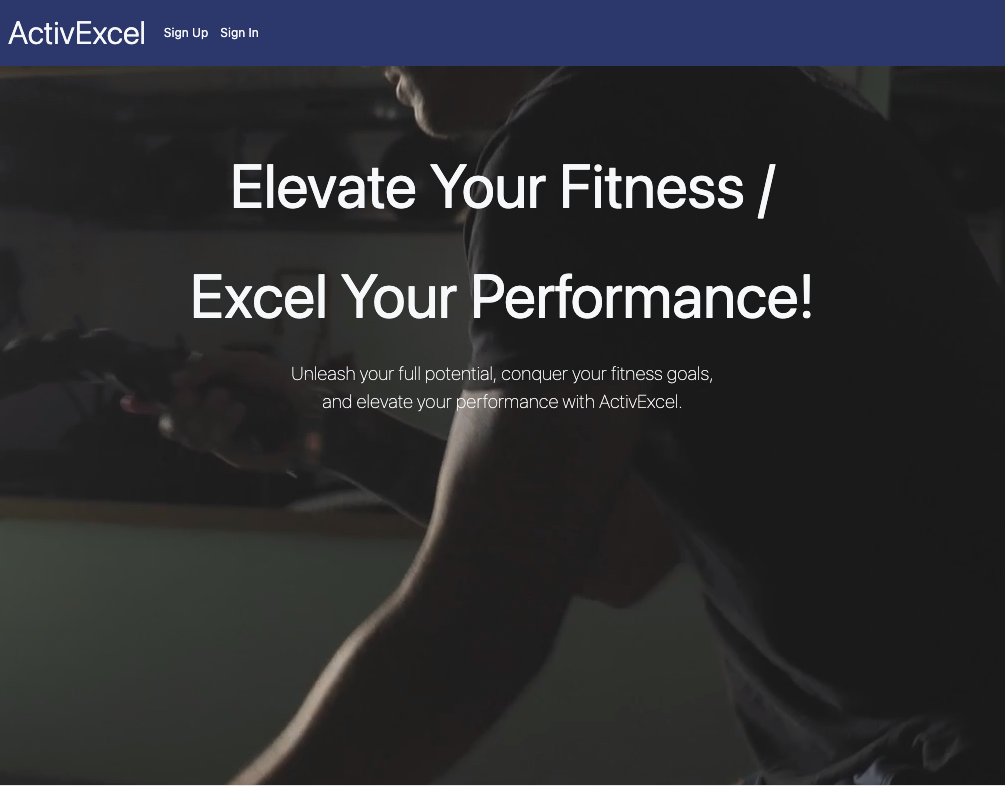 ActivExcel Sign Up Sign In
Elevate Your Fitness /
Excel Your Performance!
Unleash your full potential, conquer your fitness goals,
and elevate your performance with ActivExcel.